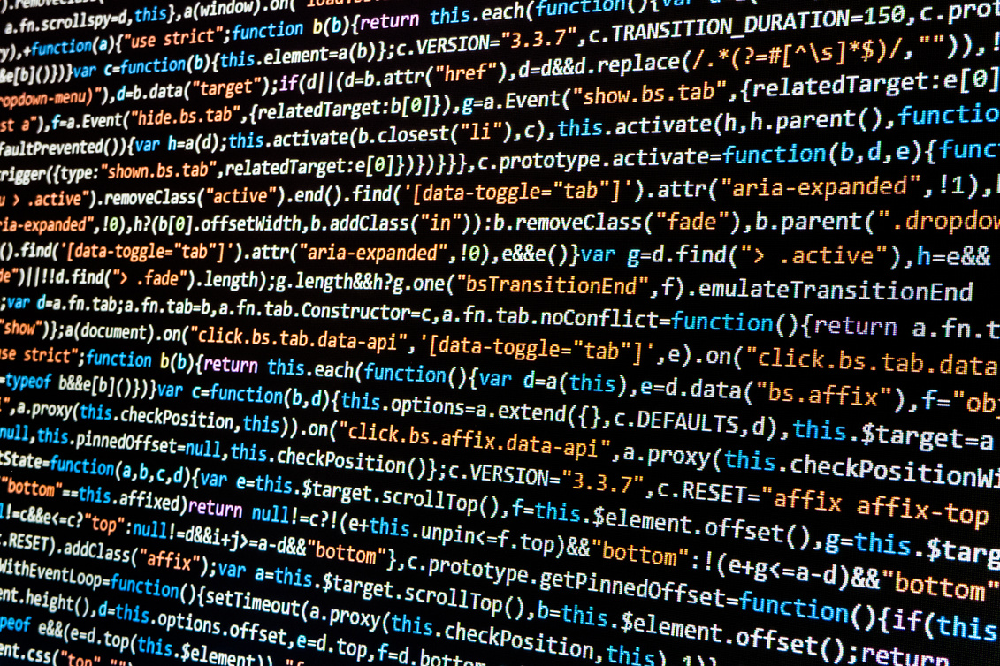 a.fn.scrollspy=d,this},a(window).on(
y),+function(a){"use strict";function b(b){return this.each(function(){var
&e[b]()})}var c=function(b){this.element=a(b)};c.VERSION="3.3.7",c.TRANSITION_DURATION=150,c.prot
ropdown-menu)"),d=b.data("target");if(d||(d=b.attr("href"),d=d&&d.replace(/.*(?=#[^\s]*$)/,"")),!
st a"),f=a.Event("hide.bs.tab",{relatedTarget:b[0]}),g=a.Event("show.bs.tab",{relatedTarget:e[0]
faultPrevented()){var h=a(d);this.activate(b.closest("li"),c),this.activate(h,h.parent(),functio
rigger({type:"shown.bs.tab",relatedTarget:e[0]})})}}},c.prototype.activate=function(b,d,e){func
u > .active").removeClass("active").end().find('[data-toggle="tab"]').attr("aria-expanded",!1),
ia-expanded",!0),h?(b[0].offsetWidth,b.addClass("in")):b.removeClass("fade"),b.parent(".dropdow
().find('[data-toggle="tab"]').attr("aria-expanded",!0),e&&e()}var g=d.find("> .active"),h=e&&
de")||!!d.find("> .fade").length);g.length&&h?g.one("bsTransitionEnd",f).emulateTransitionEnd
;var d=a.fn.tab;a.fn.tab=b,a.fn.tab.Constructor=c,a.fn.tab.noConflict=function(){return a.fn.t
"show")};a(document).on("click.bs.tab.data-api",'[data-toggle="tab"]',e).on("click.bs.tab.data
use strict";function b(b){return this.each(function(){var d=a(this),e=d.data("bs.affix"),f="ob
=typeof b&&e[b]()})}var c=function(b,d){this.options=a.extend({},c.DEFAULTS,d),this.$target=a
",a.proxy(this.checkPosition,this)).on("click.bs.affix.data-api",a.proxy(this.checkPositionWi
null,this.pinnedOffset=null,this.checkPosition()};c.VERSION="3.3.7",c.RESET="affix affix-top
tState=function(a,b,c,d){var e=this.$target.scrollTop(),f=this.$element.offset(),g=this.$targ
"bottom"==this.affixed)return null!=c?!(e+this.unpin<=f.top)&&"bottom":!(e+g<=a-d)&&"bottom"
l!=c&&e<=c?"top":null!=d&&i+j>=a-d&&"bottom"},c.prototype.getPinnedOffset=function(){if(this
.RESET).addClass("affix");var a=this.$target.scrollTop(),b=this.$element.offset();return
WithEventLoop=function(){setTimeout(a.proxy(this.checkPosition,this),1)}
ent.height(),d=this.options.offset,e=d.top,f=d.bottom
peof e&&(e=d.top(this.$element)),
ent.css("top",